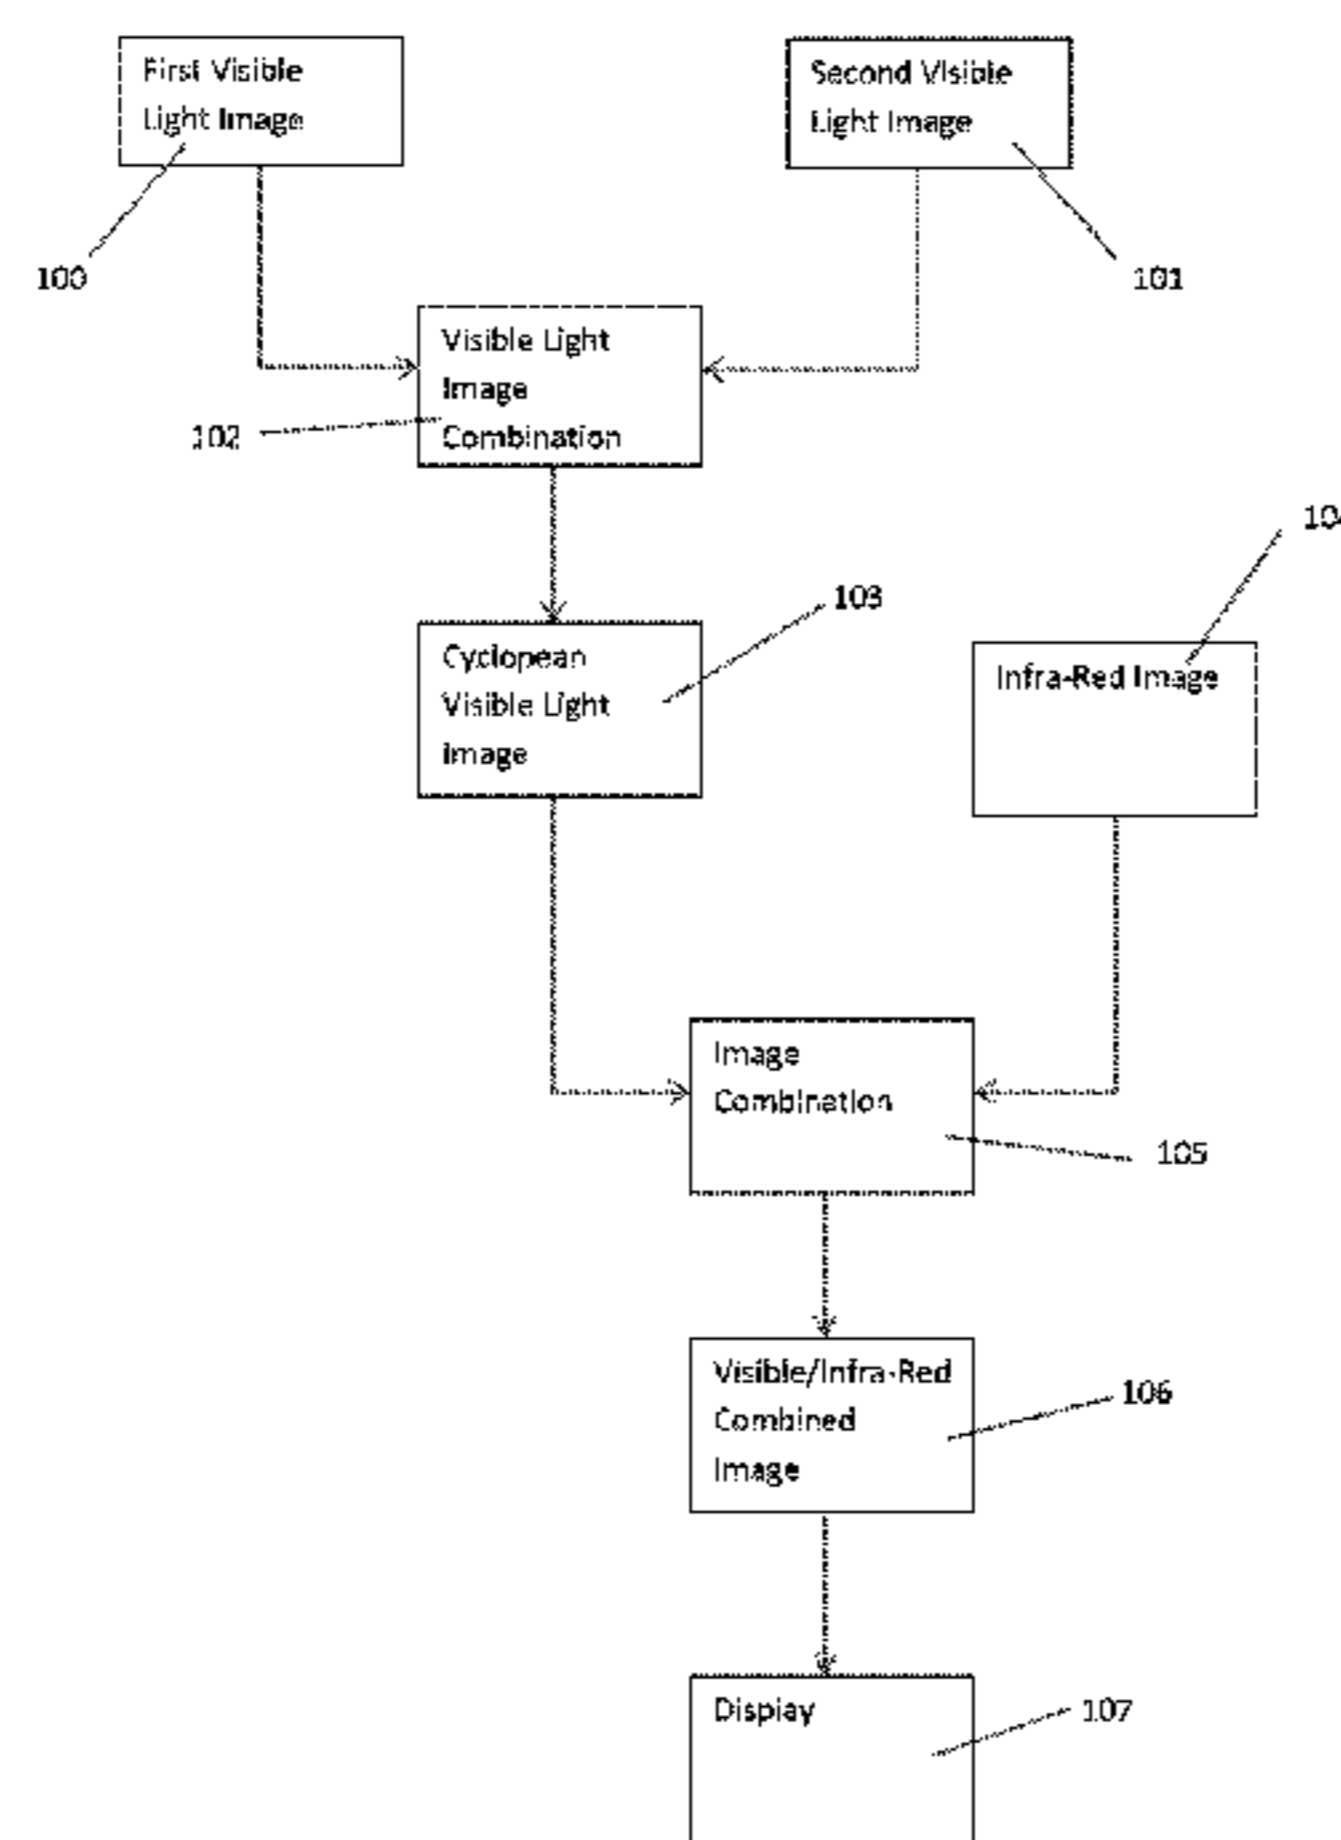 First Visible
Light Image
Second Visible
Light Image
100
101
Visible Light
Image
Combination
102
103
Cyclopean
Visible Light
Image
Infra-Red Image
Image
Combination
105
Visible/Infra-Red
Combined
Image
106
Display
107